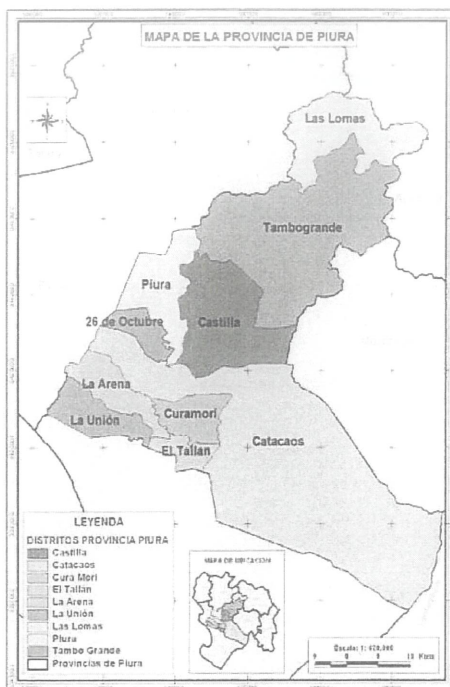 MAPA DE LA PROVINCIA DE PIURA
Las Lomas
Tambogrande
Piura
26 de Octubre
Castilla
La Arena
La Unión
Curamori
El Tallan
Catacaos
LEYENDA
DISTRITOS PROVINCIA PIURA
Castilla
Catacaos
Cura Mori
El Tallán
La Arena
La Unión
Las Lomas
Piura
Tambo Grande
Provincias de Piura
MAPA DE UBICACION